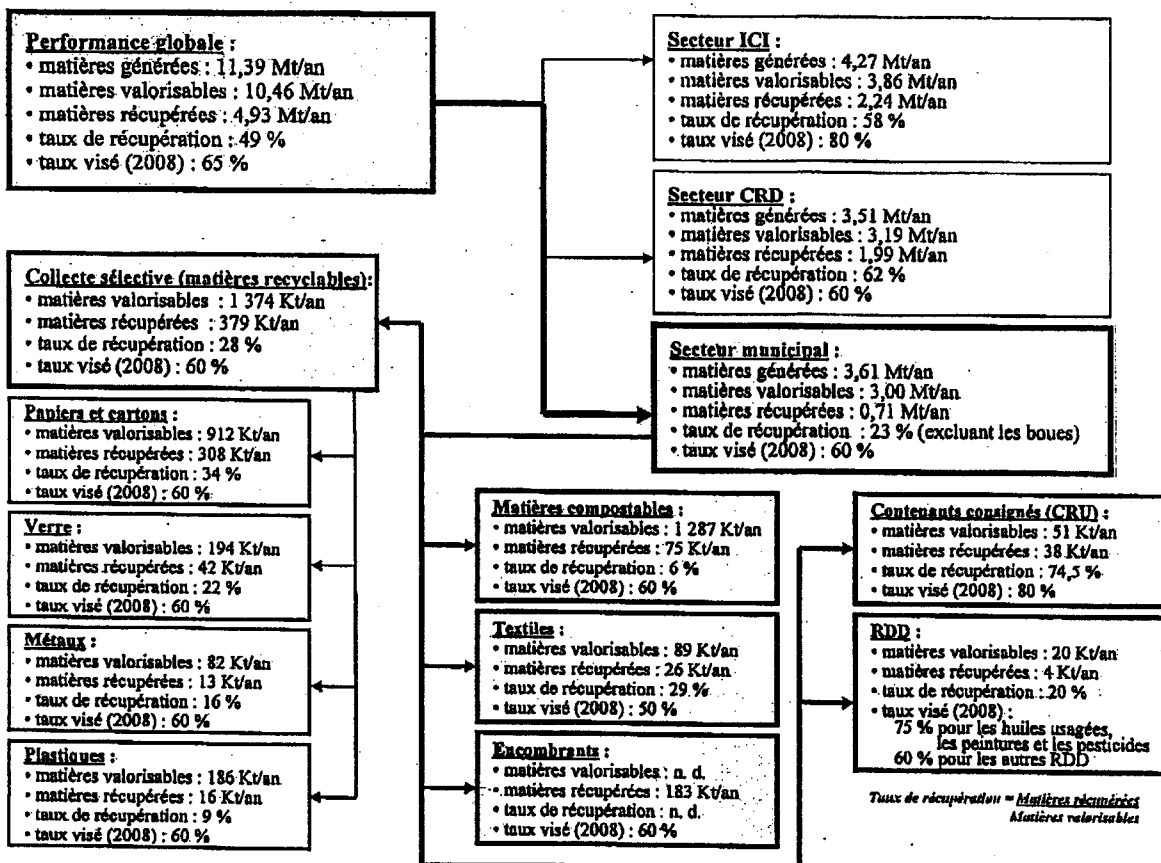 Performance globale :
• matières générées : 11,39 Mt/an
• matières valorisables : 10,46 Mt/an
• matières récupérées : 4,93 Mt/an
• taux de récupération : 49 %
• taux visé (2008) : 65 %
Secteur ICI :
• matières générées : 4,27 Mt/an
• matières valorisables : 3,86 Mt/an
• matières récupérées : 2,24 Mt/an
• taux de récupération : 58 %
• taux visé (2008) : 80 %
Secteur CRD :
• matières générées : 3,51 Mt/an
• matières valorisables : 3,19 Mt/an
• matières récupérées : 1,99 Mt/an
• taux de récupération : 62 %
• taux visé (2008) : 60 %
Secteur municipal :
• matières générées : 3,61 Mt/an
• matières valorisables : 3,00 Mt/an
• matières récupérées : 0,71 Mt/an
• taux de récupération : 23 % (excluant les boues)
• taux visé (2008) : 60 %
Collecte sélective (matières recyclables) :
• matières valorisables : 1 374 Kt/an
• matières récupérées : 379 Kt/an
• taux de récupération : 28 %
• taux visé (2008) : 60 %
Papiers et cartons :
• matières valorisables : 912 Kt/an
• matières récupérées : 308 Kt/an
• taux de récupération : 34 %
• taux visé (2008) : 60 %
Verre :
• matières valorisables : 194 Kt/an
• matières récupérées : 42 Kt/an
• taux de récupération : 22 %
• taux visé (2008) : 60 %
Métaux :
• matières valorisables : 82 Kt/an
• matières récupérées : 13 Kt/an
• taux de récupération : 16 %
• taux visé (2008) : 60 %
Plastiques :
• matières valorisables : 186 Kt/an
• matières récupérées : 16 Kt/an
• taux de récupération : 9 %
• taux visé (2008) : 60 %
Matières compostables :
• matières valorisables : 1 287 Kt/an
• matières récupérées : 75 Kt/an
• taux de récupération : 6 %
• taux visé (2008) : 60 %
Textiles :
• matières valorisables : 89 Kt/an
• matières récupérées : 26 Kt/an
• taux de récupération : 29 %
• taux visé (2008) : 50 %
Encombrants :
• matières valorisables : n. d.
• matières récupérées : 183 Kt/an
• taux de récupération : n. d.
• taux visé (2008) : 60 %
Contenants consignés (CRU) :
• matières valorisables : 51 Kt/an
• matières récupérées : 38 Kt/an
• taux de récupération : 74,5 %
• taux visé (2008) : 80 %
RDD :
• matières valorisables : 20 Kt/an
• matières récupérées : 4 Kt/an
• taux de récupération : 20 %
• taux visé (2008) :
75 % pour les huiles usagées,
les peintures et les pesticides
60 % pour les autres RDD
Taux de récupération = Matières récupérées
Matières valorisables